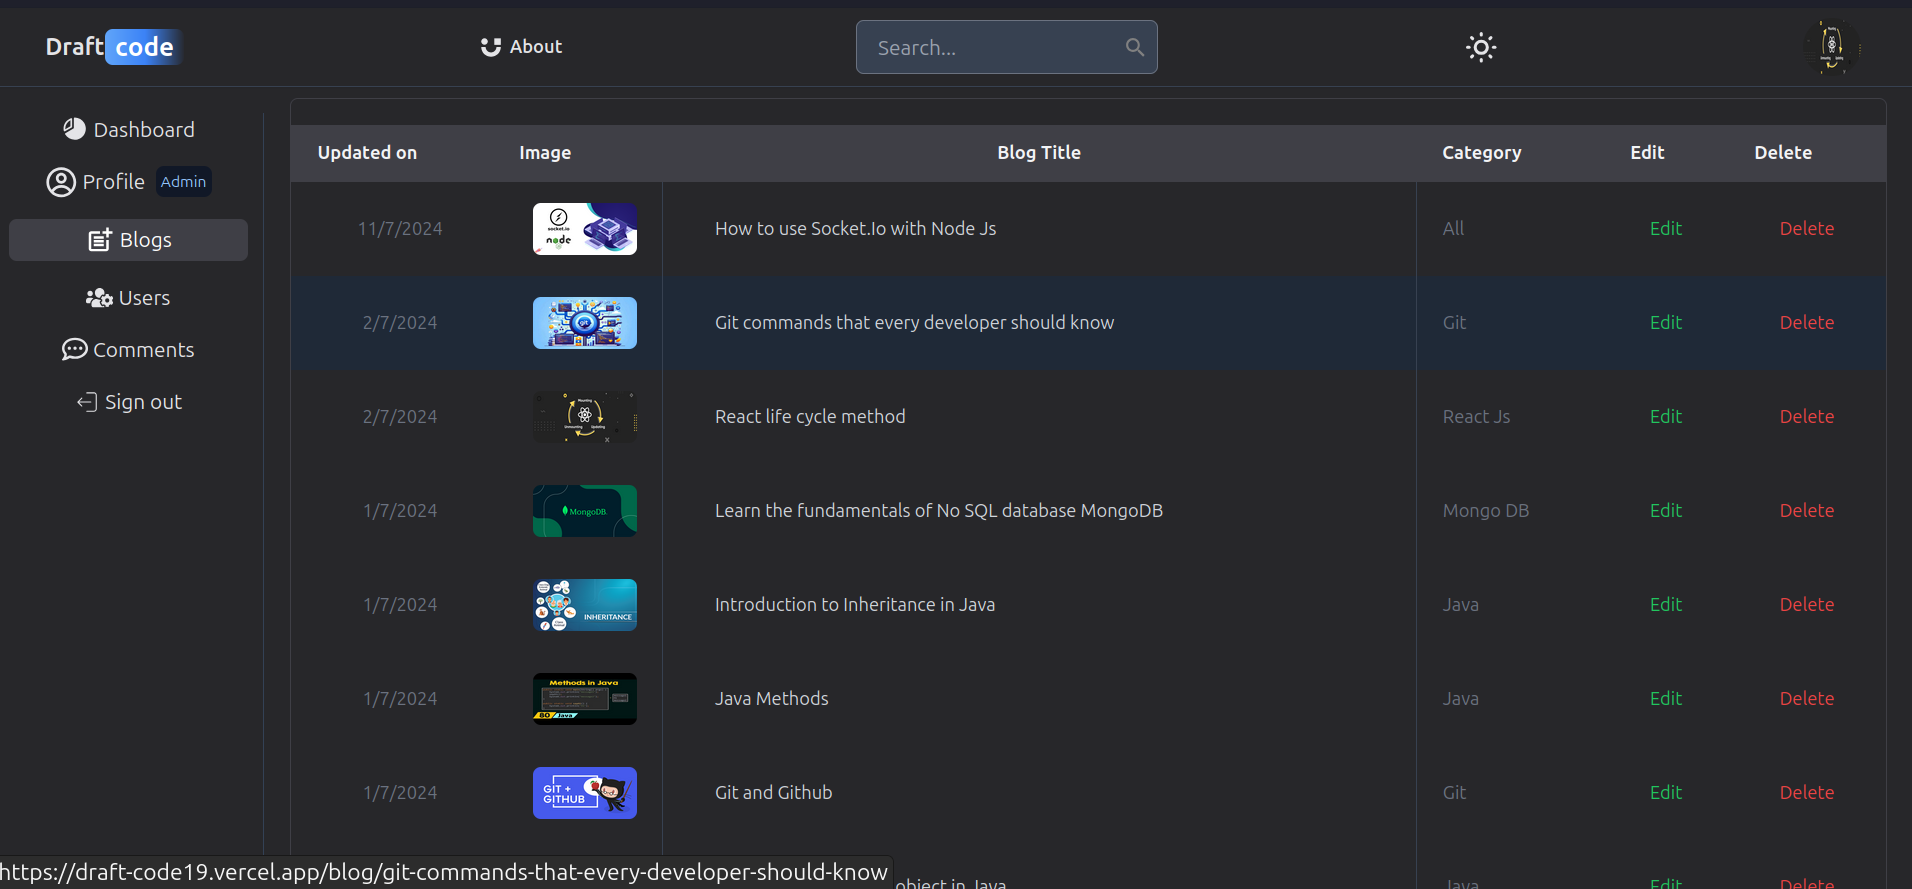 Draft code
About
Search...
Dashboard
Profile Admin
Blogs
Users
Comments
Sign out
Updated on Image Blog Title Category Edit Delete
11/7/2024 socket.io node How to use Socket.Io with Node Js All Edit Delete
2/7/2024 git Git commands that every developer should know Git Edit Delete
2/7/2024 Mounting Unmounting Updating React life cycle method React Js Edit Delete
1/7/2024 MongoDB Learn the fundamentals of No SQL database MongoDB Mongo DB Edit Delete
1/7/2024 INHERITANCE Introduction to Inheritance in Java Java Edit Delete
1/7/2024 Methods in Java 80 Java Java Methods Java Edit Delete
1/7/2024 GIT + GITHUB Git and Github Git Edit Delete
object in Java Java Edit Delete
https://draft-code19.vercel.app/blog/git-commands-that-every-developer-should-know